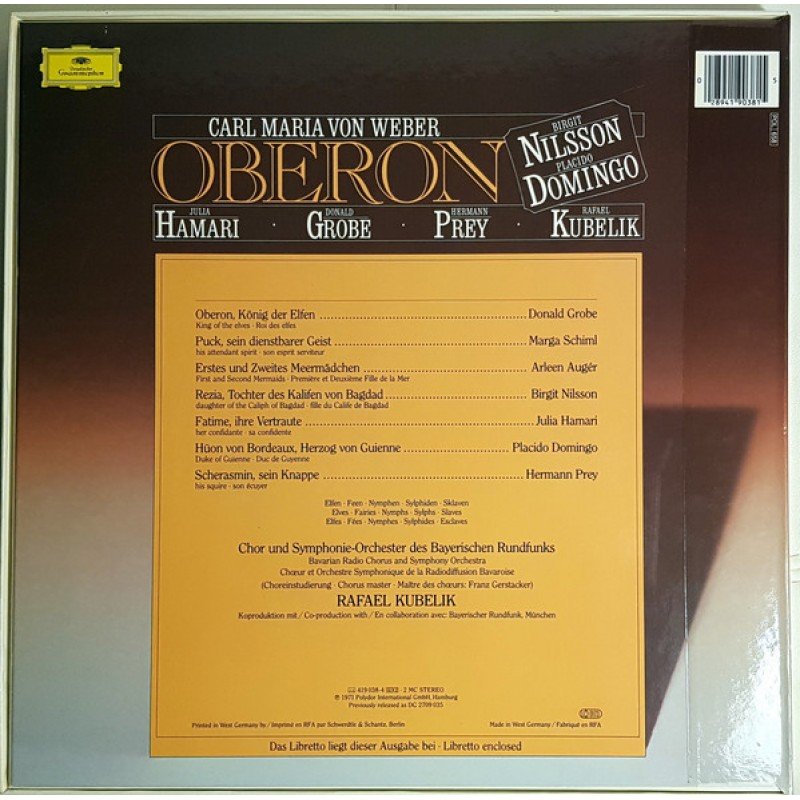 Deutsche
Grammophon
0 28941 90381 5
POLL 656
CARL MARIA VON WEBER
OBERON
BIRGIT
NILSSON
PLACIDO
DOMINGO
JULIA
HAMARI
DONALD
GROBE
HERMANN
PREY
RAFAEL
KUBELIK
Oberon, König der Elfen Donald Grobe
King of the elves · Roi des elfes
Puck, sein dienstbarer Geist Marga Schiml
his attendant spirit · son esprit serviteur
Erstes und Zweites Meermädchen Arleen Augér
First and Second Mermaids · Première et Deuxième Fille de la Mer
Rezia, Tochter des Kalifen von Bagdad Birgit Nilsson
daughter of the Caliph of Bagdad · fille du Calife de Bagdad
Fatime, ihre Vertraute Julia Hamari
her confidante · sa confidente
Hüon von Bordeaux, Herzog von Guienne Placido Domingo
Duke of Guienne · Duc de Guyenne
Scherasmin, sein Knappe Hermann Prey
his squire · son écuyer
Elfen · Feen · Nymphen · Sylphiden · Sklaven
Elves · Fairies · Nymphs · Sylphs · Slaves
Elfes · Fées · Nymphes · Sylphides · Esclaves
Chor und Symphonie-Orchester des Bayerischen Rundfunks
Bavarian Radio Chorus and Symphony Orchestra
Chœur et Orchestre Symphonique de la Radiodiffusion Bavaroise
(Choreinstudierung · Chorus master · Maître des chœurs: Franz Gerstacker)
RAFAEL KUBELIK
Koproduktion mit / Co-production with / En collaboration avec: Bayerischer Rundfunk, München
419 038-4 · 2 MC STEREO
℗ 1971 Polydor International GmbH, Hamburg
Previously released as DC 2709 035
Printed in West Germany by / Imprimé en RFA par Schwerdtle & Schantz, Berlin
Made in West Germany / Fabriqué en RFA
Das Libretto liegt dieser Ausgabe bei · Libretto enclosed